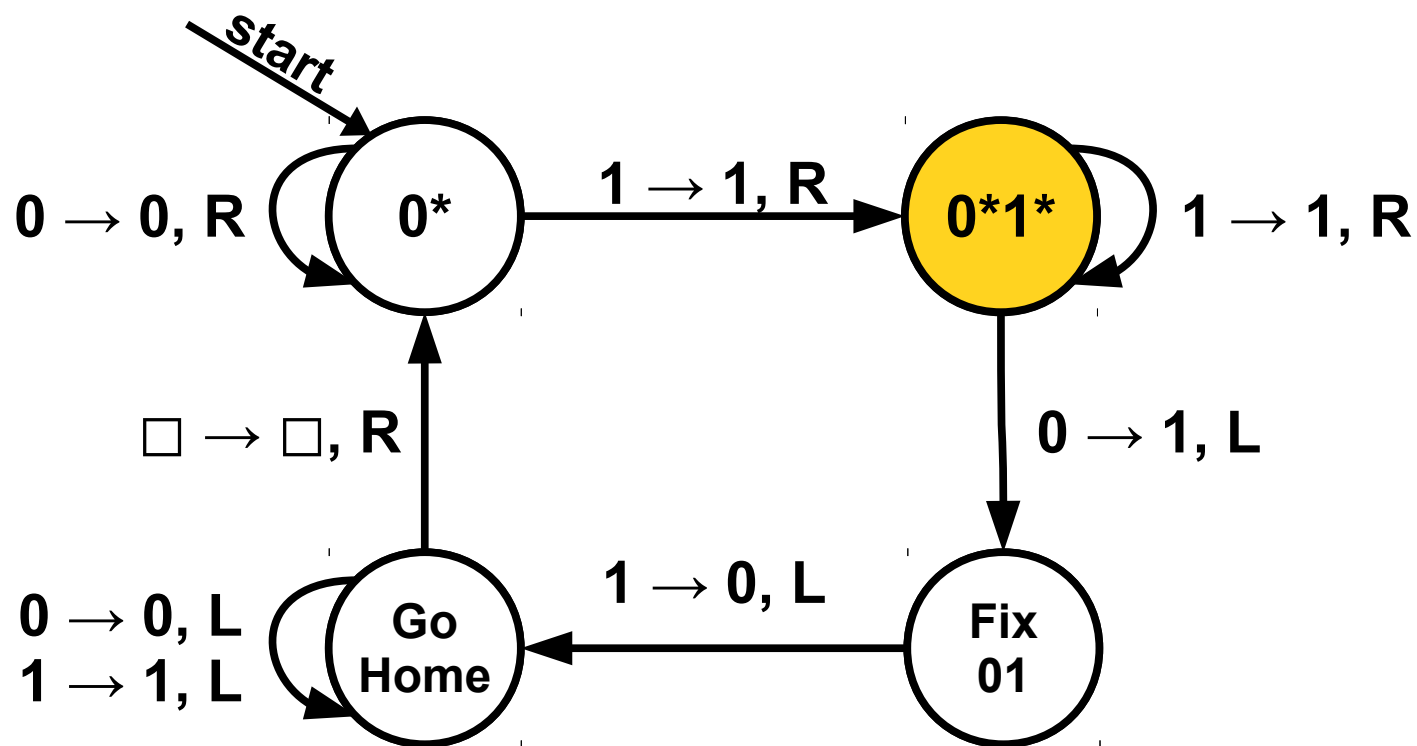 start
0 → 0, R
0*
1 → 1, R
0*1*
1 → 1, R
□ → □, R
0 → 1, L
0 → 0, L
1 → 1, L
Go
Home
1 → 0, L
Fix
01